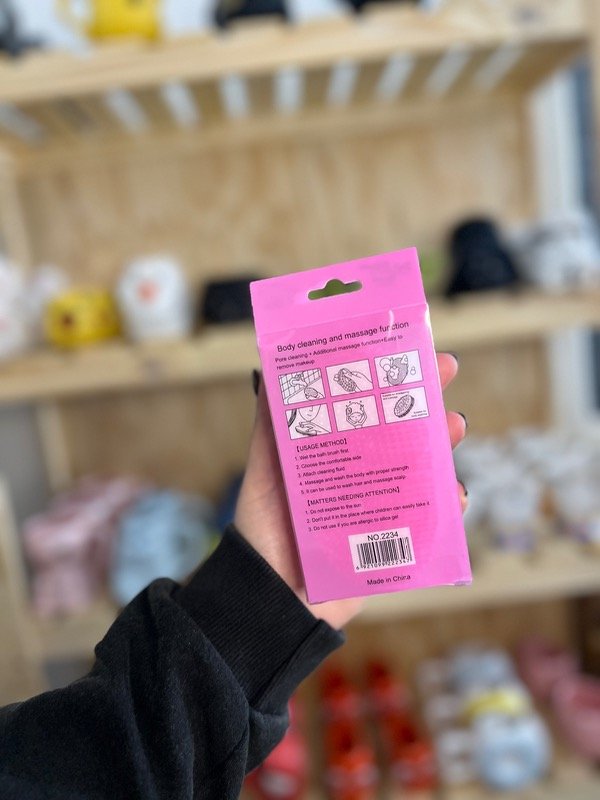 Body cleaning and massage function
Pore cleaning + Additional massage function+Easy to
remove makeup
【USAGE METHOD】
1. Wet the bath brush first.
2. Choose the comfortable side
3. Attach cleaning fluid
4. Massage and wash the body with proper strength
5. It can be used to wash hair and massage scalp.
【MATTERS NEEDING ATTENTION】
1. Do not expose to the sun
2. Don't put it in the place where children can easily take it
3. Do not use if you are allergic to silica gel
NO.2234
Made in China